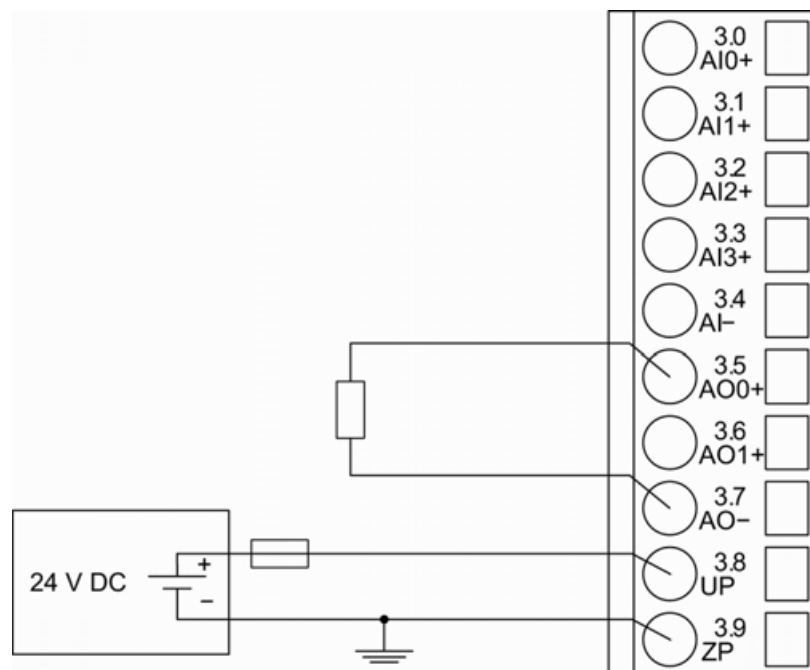 3.0
AI0+
3.1
AI1+
3.2
AI2+
3.3
AI3+
3.4
AI−
3.5
AO0+
3.6
AO1+
3.7
AO−
24 V DC
+
−
3.8
UP
3.9
ZP